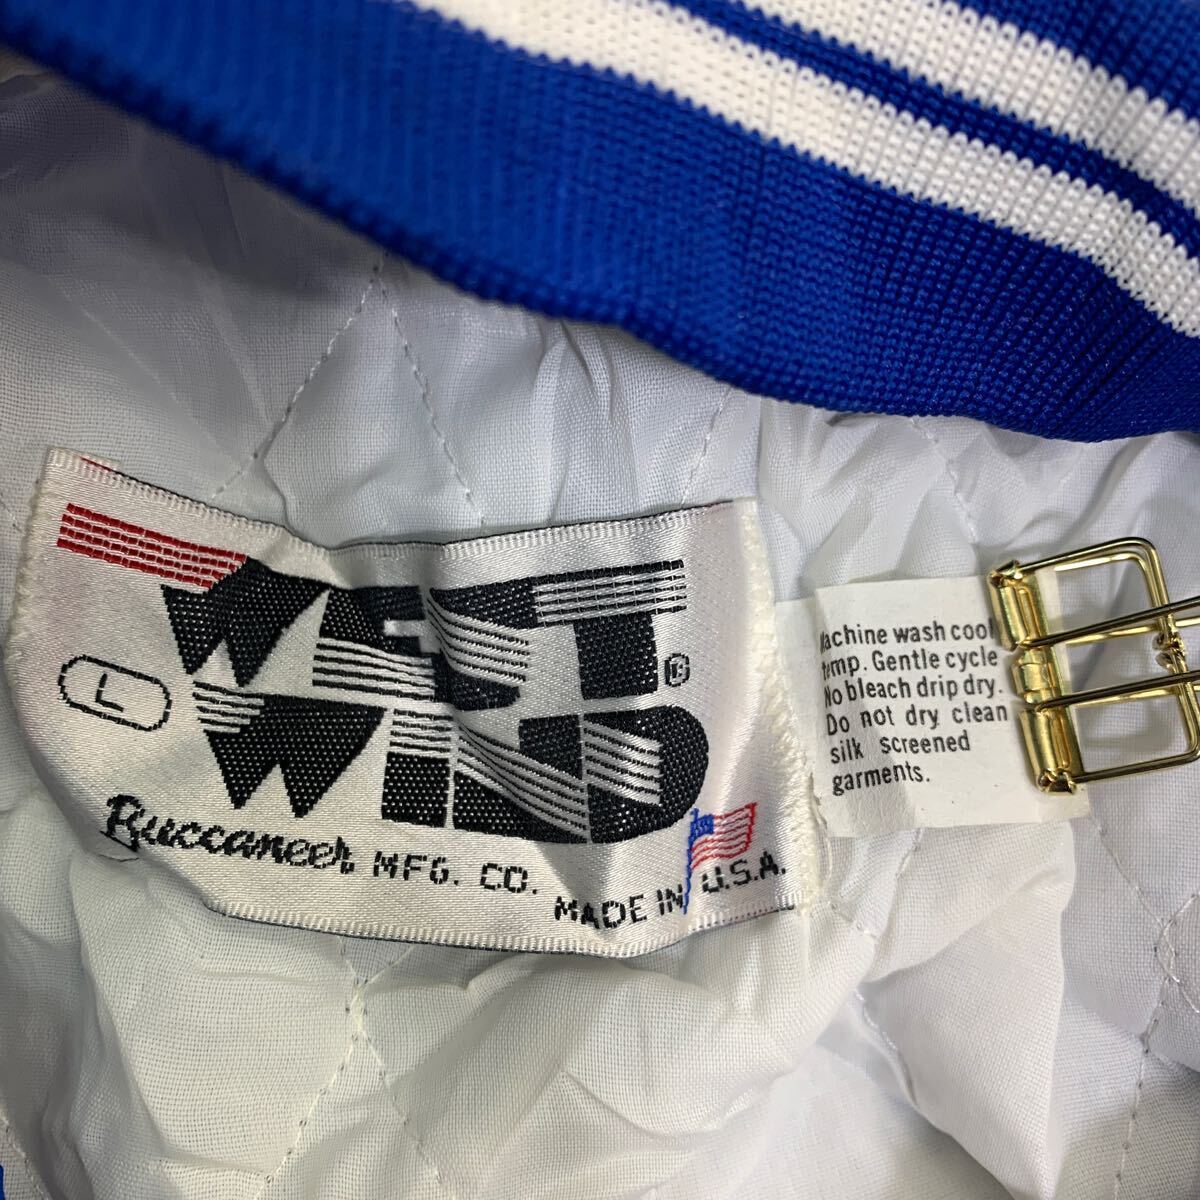 WEST
WIND
L
Buccaneer MFG. CO.
MADE IN U.S.A.
Machine wash cool
temp. Gentle cycle
No bleach drip dry.
Do not dry clean
silk screened
garments.